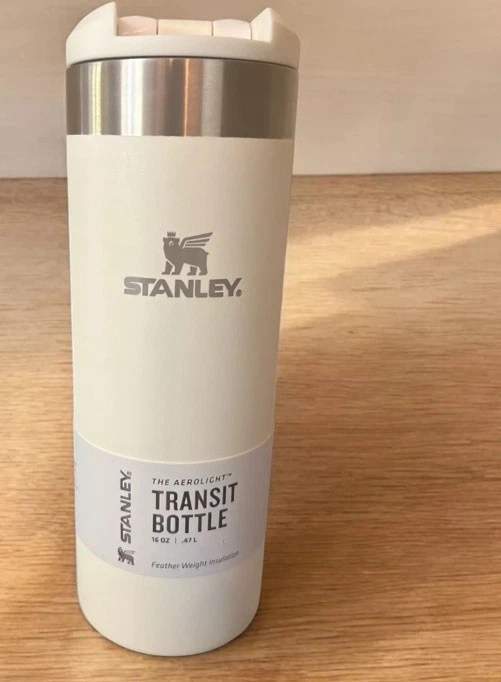 STANLEY.
STANLEY
THE AEROLIGHT™
TRANSIT
BOTTLE
16 OZ | .47 L
Feather Weight Insulation